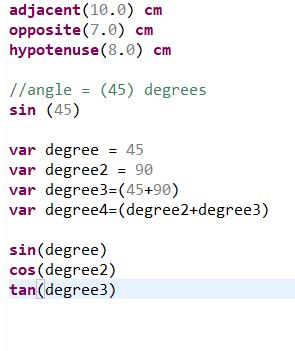 adjacent(10.0) cm
opposite(7.0) cm
hypotenuse(8.0) cm
//angle = (45) degrees
sin (45)
var degree = 45
var degree2 = 90
var degree3=(45+90)
var degree4=(degree2+degree3)
sin(degree)
cos(degree2)
tan(degree3)